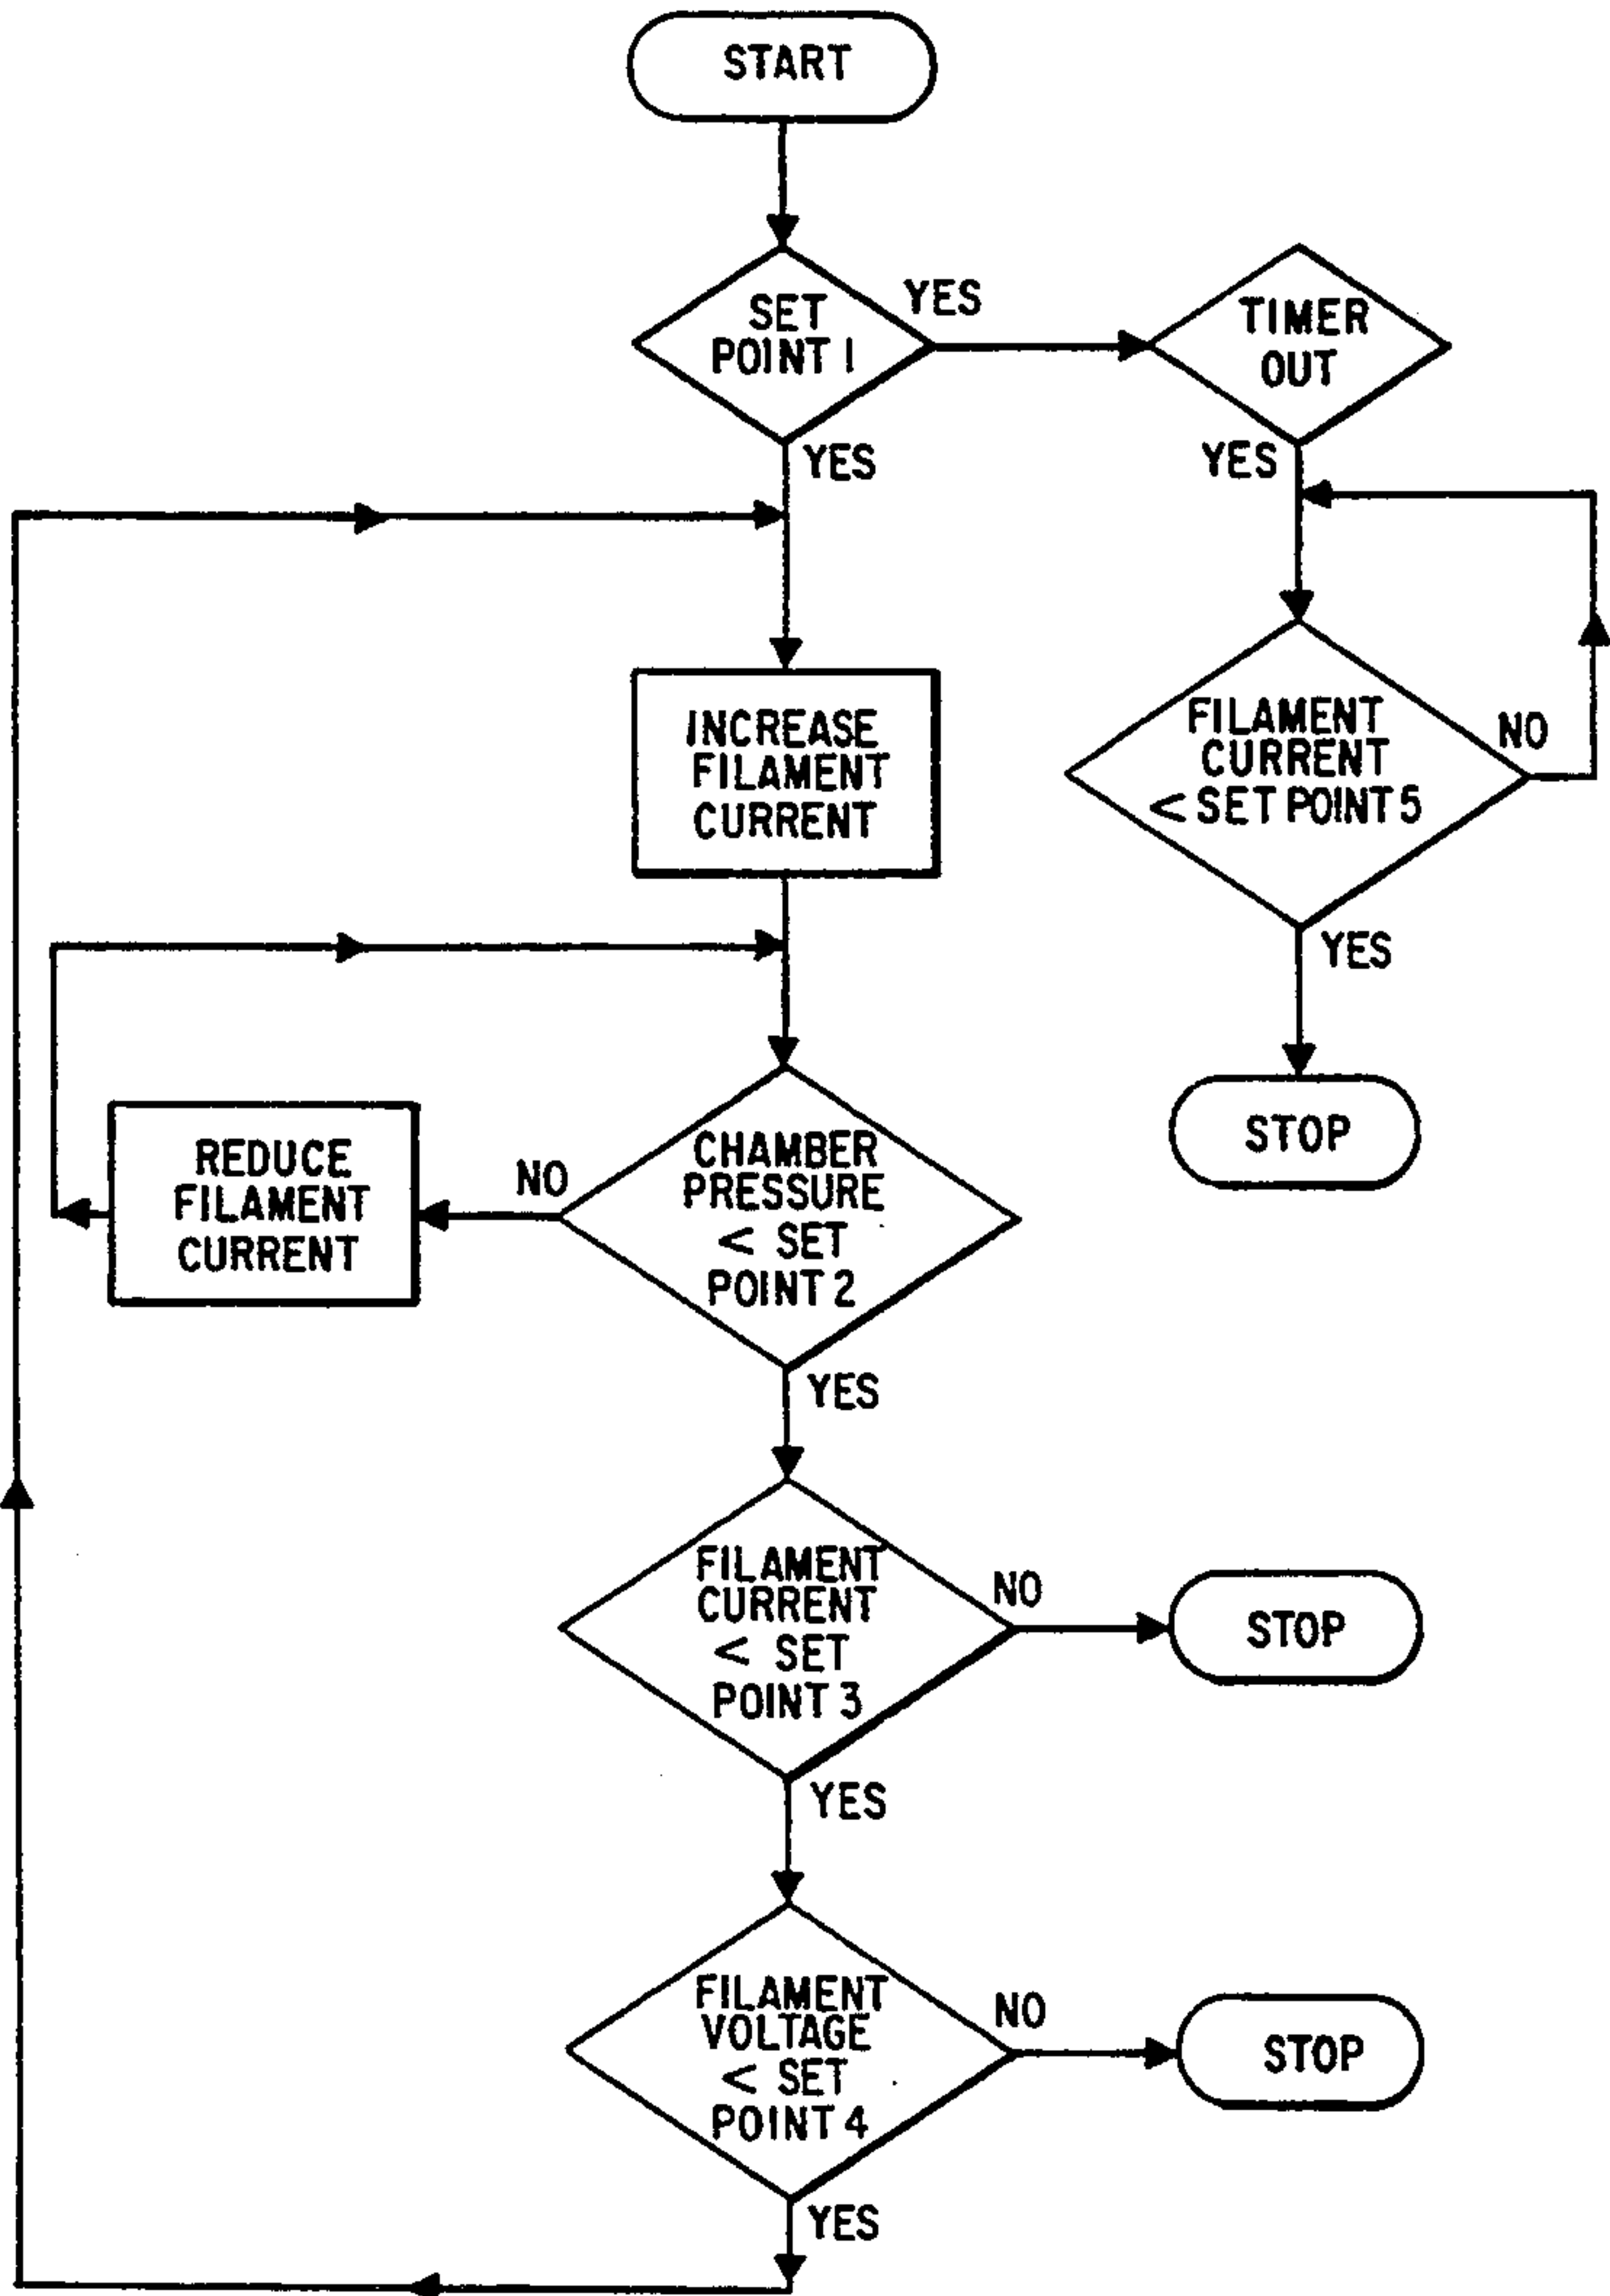 START
SET
POINT 1
YES
YES
TIMER
OUT
YES
INCREASE
FILAMENT
CURRENT
FILAMENT
CURRENT
< SET POINT 5
NO
YES
STOP
CHAMBER
PRESSURE
< SET
POINT 2
NO
REDUCE
FILAMENT
CURRENT
YES
FILAMENT
CURRENT
< SET
POINT 3
NO
STOP
YES
FILAMENT
VOLTAGE
< SET
POINT 4
NO
STOP
YES